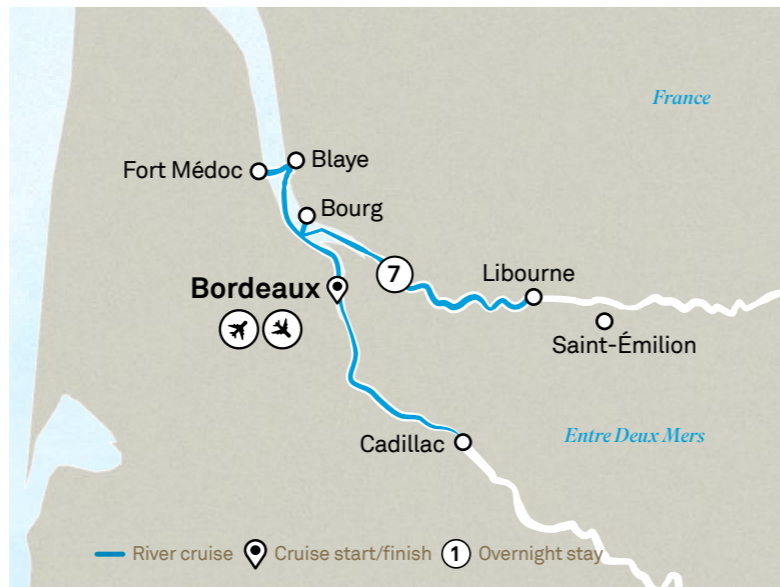 France
Blaye
Fort Médoc
Bourg
7
Libourne
Bordeaux
Saint-Émilion
Entre Deux Mers
Cadillac
River cruise Cruise start/finish 1 Overnight stay